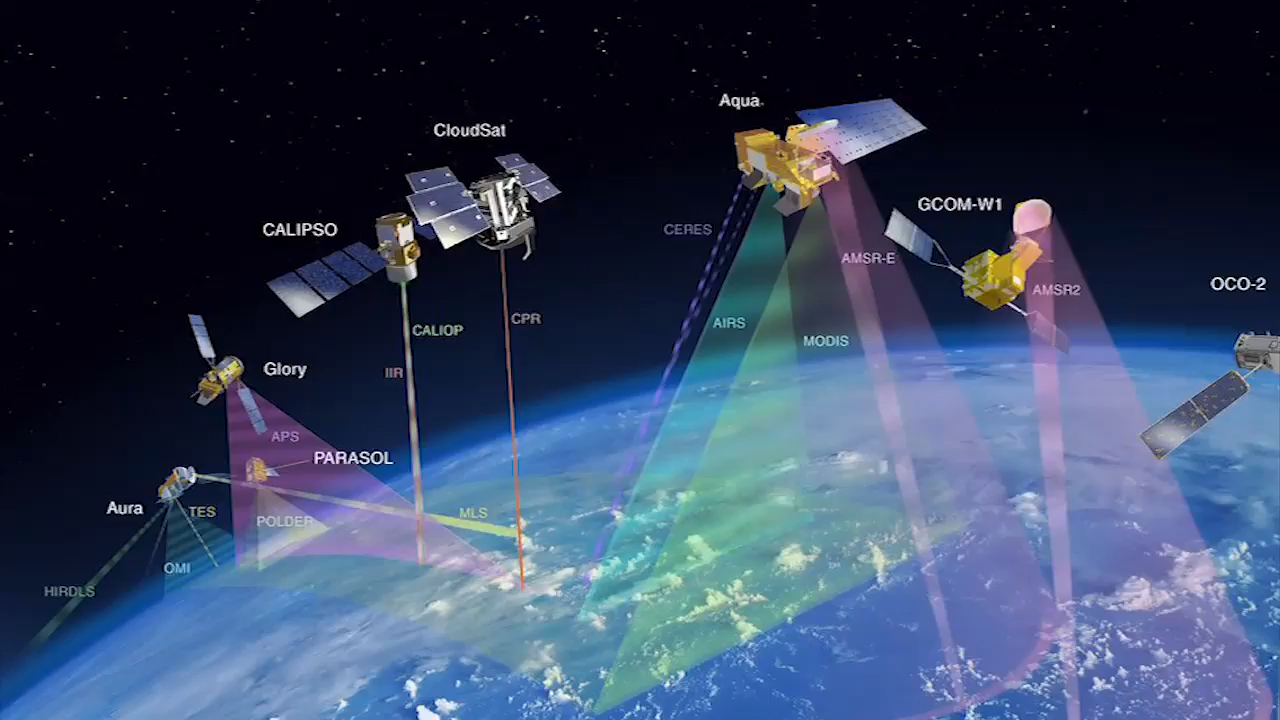 Aqua
CloudSat
GCOM-W1
CALIPSO
CERES
AMSR-E
OCO-2
AMSR2
CPR
AIRS
CALIOP
MODIS
Glory
IIR
APS
PARASOL
Aura
TES
MLS
POLDER
OMI
HIRDLS